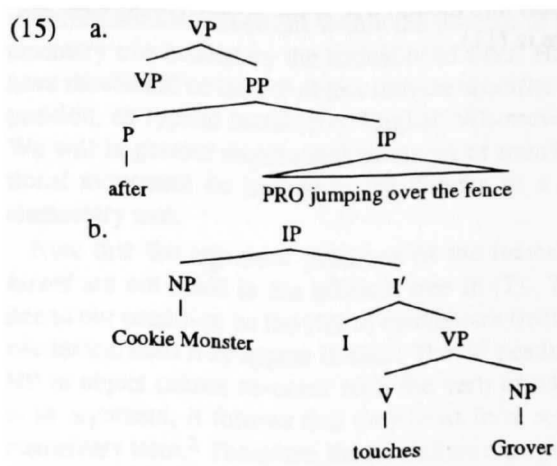 (15) a. VP
VP PP
P IP
after PRO jumping over the fence
b. IP
NP I′
Cookie Monster I VP
V NP
touches Grover